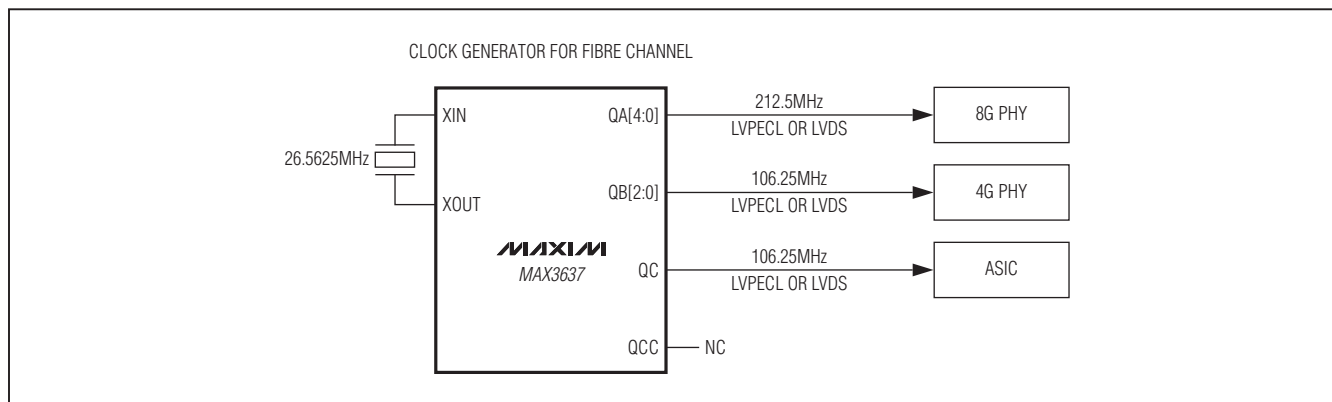 CLOCK GENERATOR FOR FIBRE CHANNEL
XIN
XOUT
26.5625MHz
MAXIM
MAX3637
QA[4:0]
212.5MHz
LVPECL OR LVDS
8G PHY
QB[2:0]
106.25MHz
LVPECL OR LVDS
4G PHY
QC
106.25MHz
LVPECL OR LVDS
ASIC
QCC
NC